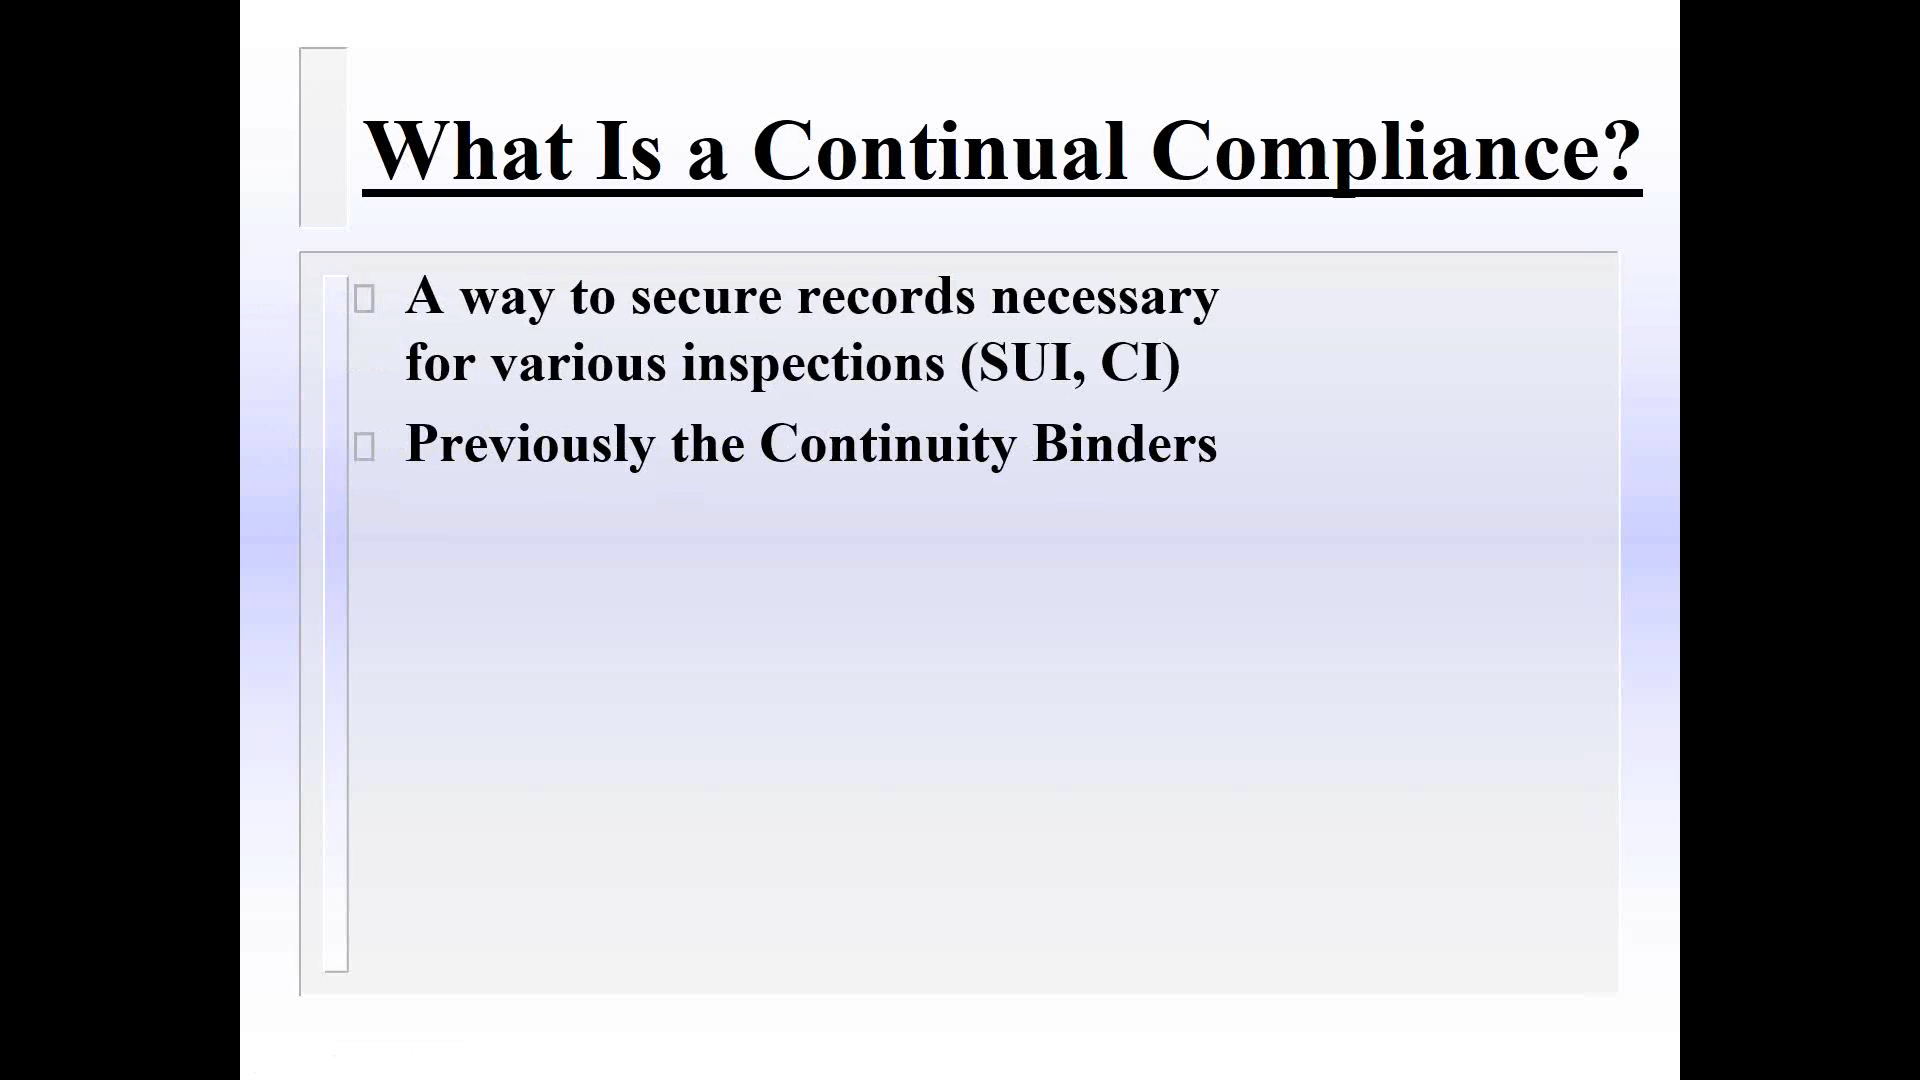 What Is a Continual Compliance?
A way to secure records necessary
for various inspections (SUI, CI)
Previously the Continuity Binders